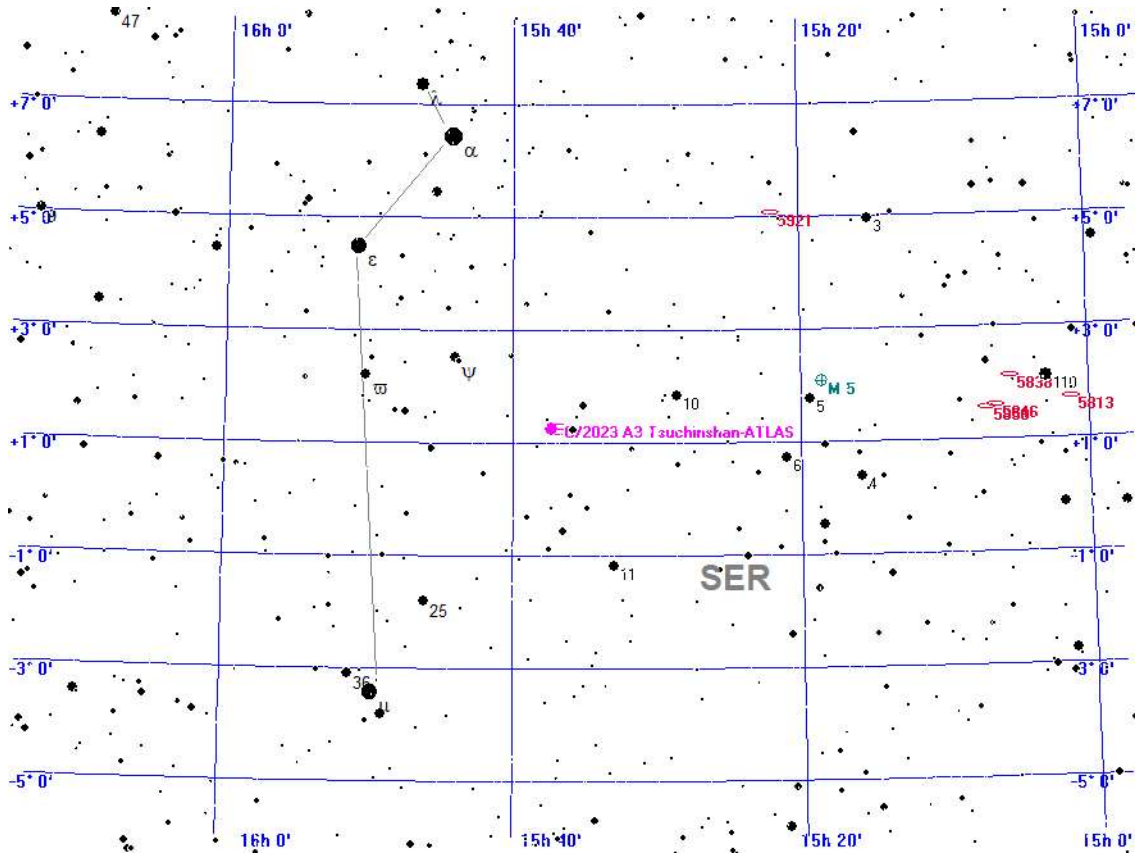 47
16h 0'
15h 40'
15h 20'
15h 0'
+7° 0'
λ
+7° 0'
α
+5° 0'
5921
3
+5° 0'
ε
+3° 0'
+3° 0'
ψ
ϖ
M 5
5838
110
5846
5813
10
5
C/2023 A3 Tsuchinshan-ATLAS
+1° 0'
+1° 0'
6
4
-1° 0'
-1° 0'
11
SER
25
-3° 0'
-3° 0'
36
μ
-5° 0'
-5° 0'
16h 0'
15h 40'
15h 20'
15h 0'